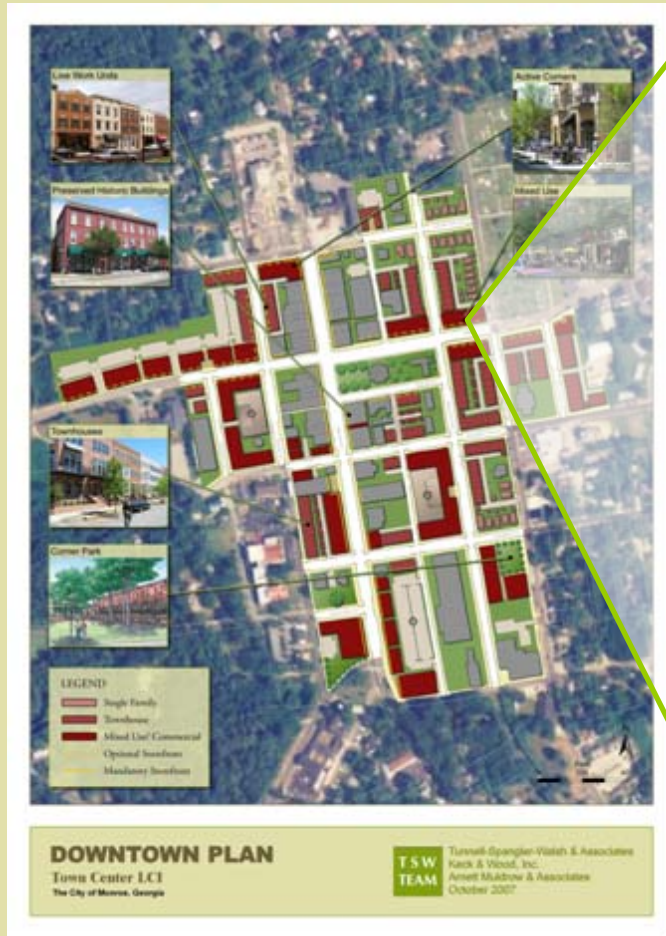 Live Work Units
Active Corners
Preserved Historic Buildings
Mixed Use
Townhouses
Corner Park
LEGEND
Single Family
Townhouse
Mixed Use/ Commercial
Optional Storefront
Mandatory Storefront
DOWNTOWN PLAN
Town Center LCI
The City of Monroe, Georgia
TSW
TEAM
Tunnell-Spangler-Walsh & Associates
Keck & Wood, Inc.
Arnett Muldrow & Associates
October 2007